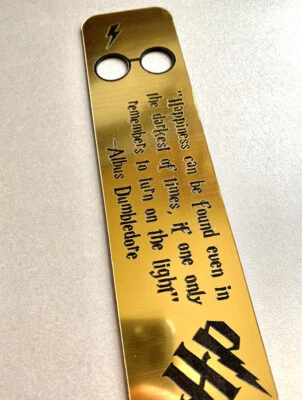 "Happiness can be found even in
the darkest of times, if one only
remembers to turn on the light"
-Albus Dumbledore
HP